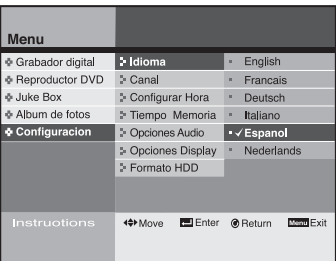 Menu
Grabador digital
Reproductor DVD
Juke Box
Album de fotos
Configuracion
Idioma
Canal
Configurar Hora
Tiempo Memoria
Opciones Audio
Opciones Display
Formato HDD
English
Francais
Deutsch
Italiano
✓Espanol
Nederlands
Instruotions
Move Enter Return Menu Exit